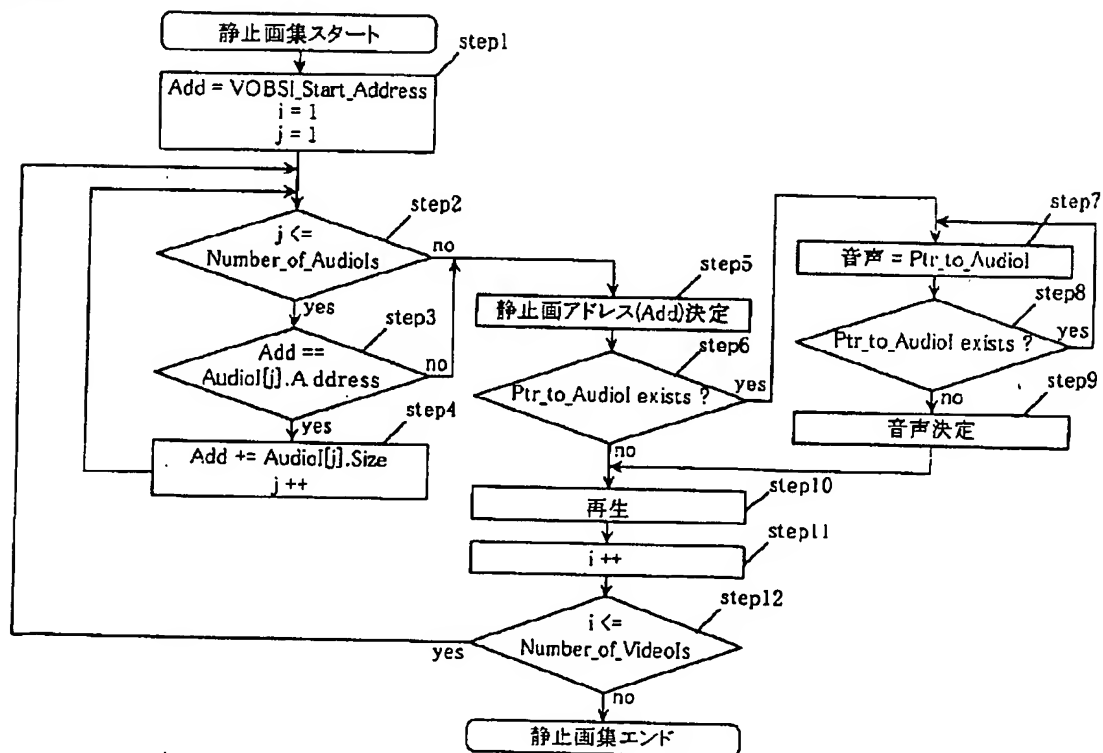 静止画集スタート
step1
Add = VOBSI_Start_Address
i = 1
j = 1
step2
j <=
Number_of_AudioIs
no
yes
step3
Add ==
AudioI[j].Address
no
yes
step4
Add += AudioI[j].Size
j ++
step5
静止画アドレス(Add)決定
step6
Ptr_to_AudioI exists ?
yes
no
step7
音声 = Ptr_to_AudioI
step8
Ptr_to_AudioI exists ?
yes
no
step9
音声決定
step10
再生
step11
i ++
step12
i <=
Number_of_VideoIs
yes
no
静止画集エンド